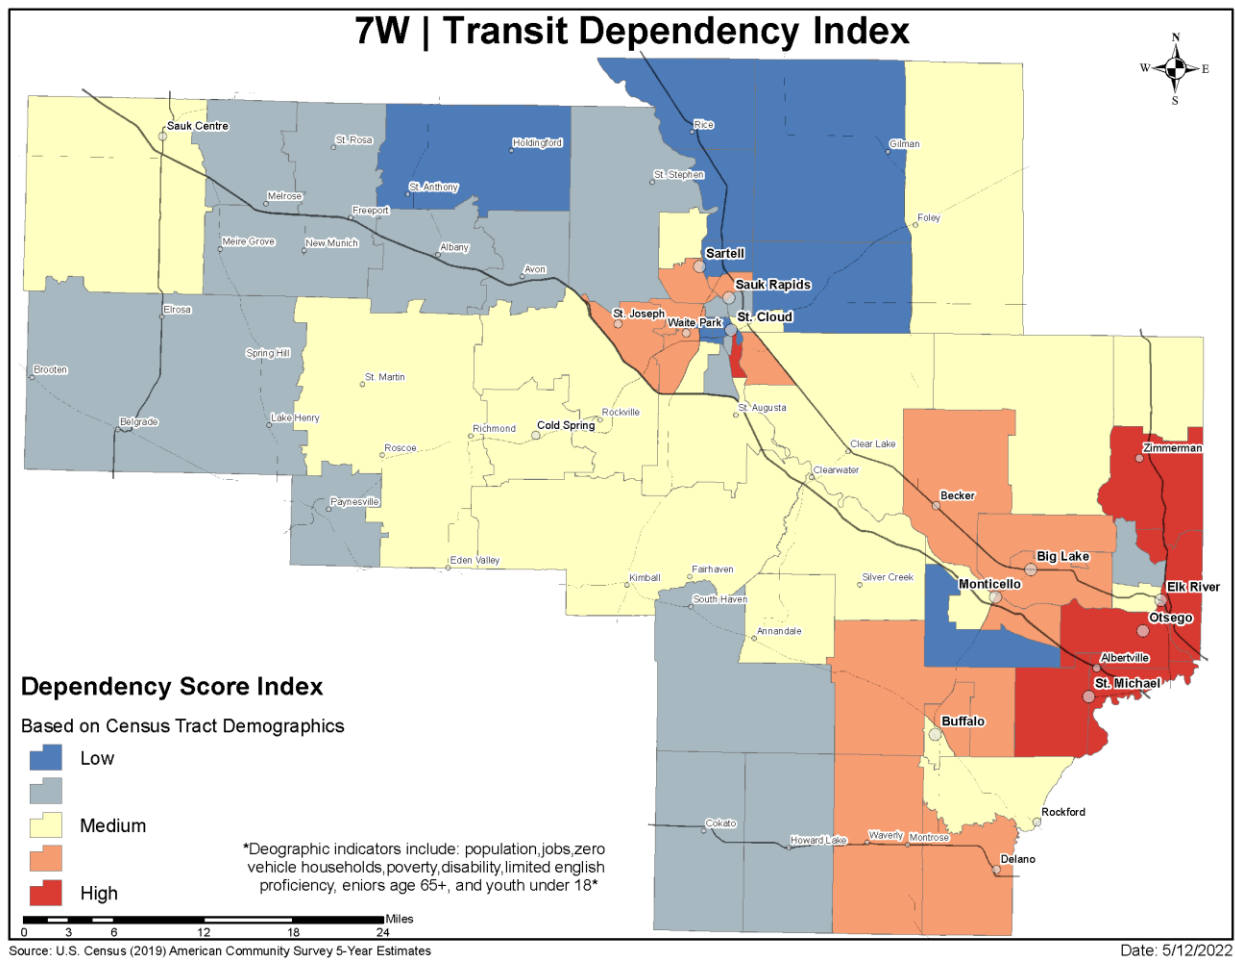 7W | Transit Dependency Index
N
W E
S
Rice
Sauk Centre
St. Rosa
Holdingford
Gilman
St. Stephen
St. Anthony
Melrose
Freeport
Foley
Meire Grove
New Munich
Albany
Sartell
Avon
Sauk Rapids
Elrosa
St. Joseph
Waite Park
St. Cloud
Spring Hill
Brooten
St. Martin
St. Augusta
Rockville
Belgrade
Lake Henry
Richmond
Cold Spring
Clear Lake
Roscoe
Zimmerman
Clearwater
Becker
Paynesville
Big Lake
Eden Valley
Fairhaven
Kimball
Silver Creek
Monticello
Elk River
South Haven
Otsego
Annandale
Albertville
St. Michael
Buffalo
Rockford
Cokato
Howard Lake
Waverly
Montrose
Delano
Dependency Score Index
Based on Census Tract Demographics
Low
Medium
High
*Deographic indicators include: population,jobs,zero
vehicle households,poverty,disability,limited english
proficiency, eniors age 65+, and youth under 18*
Miles
0 3 6 12 18 24
Source: U.S. Census (2019) American Community Survey 5-Year Estimates
Date: 5/12/2022